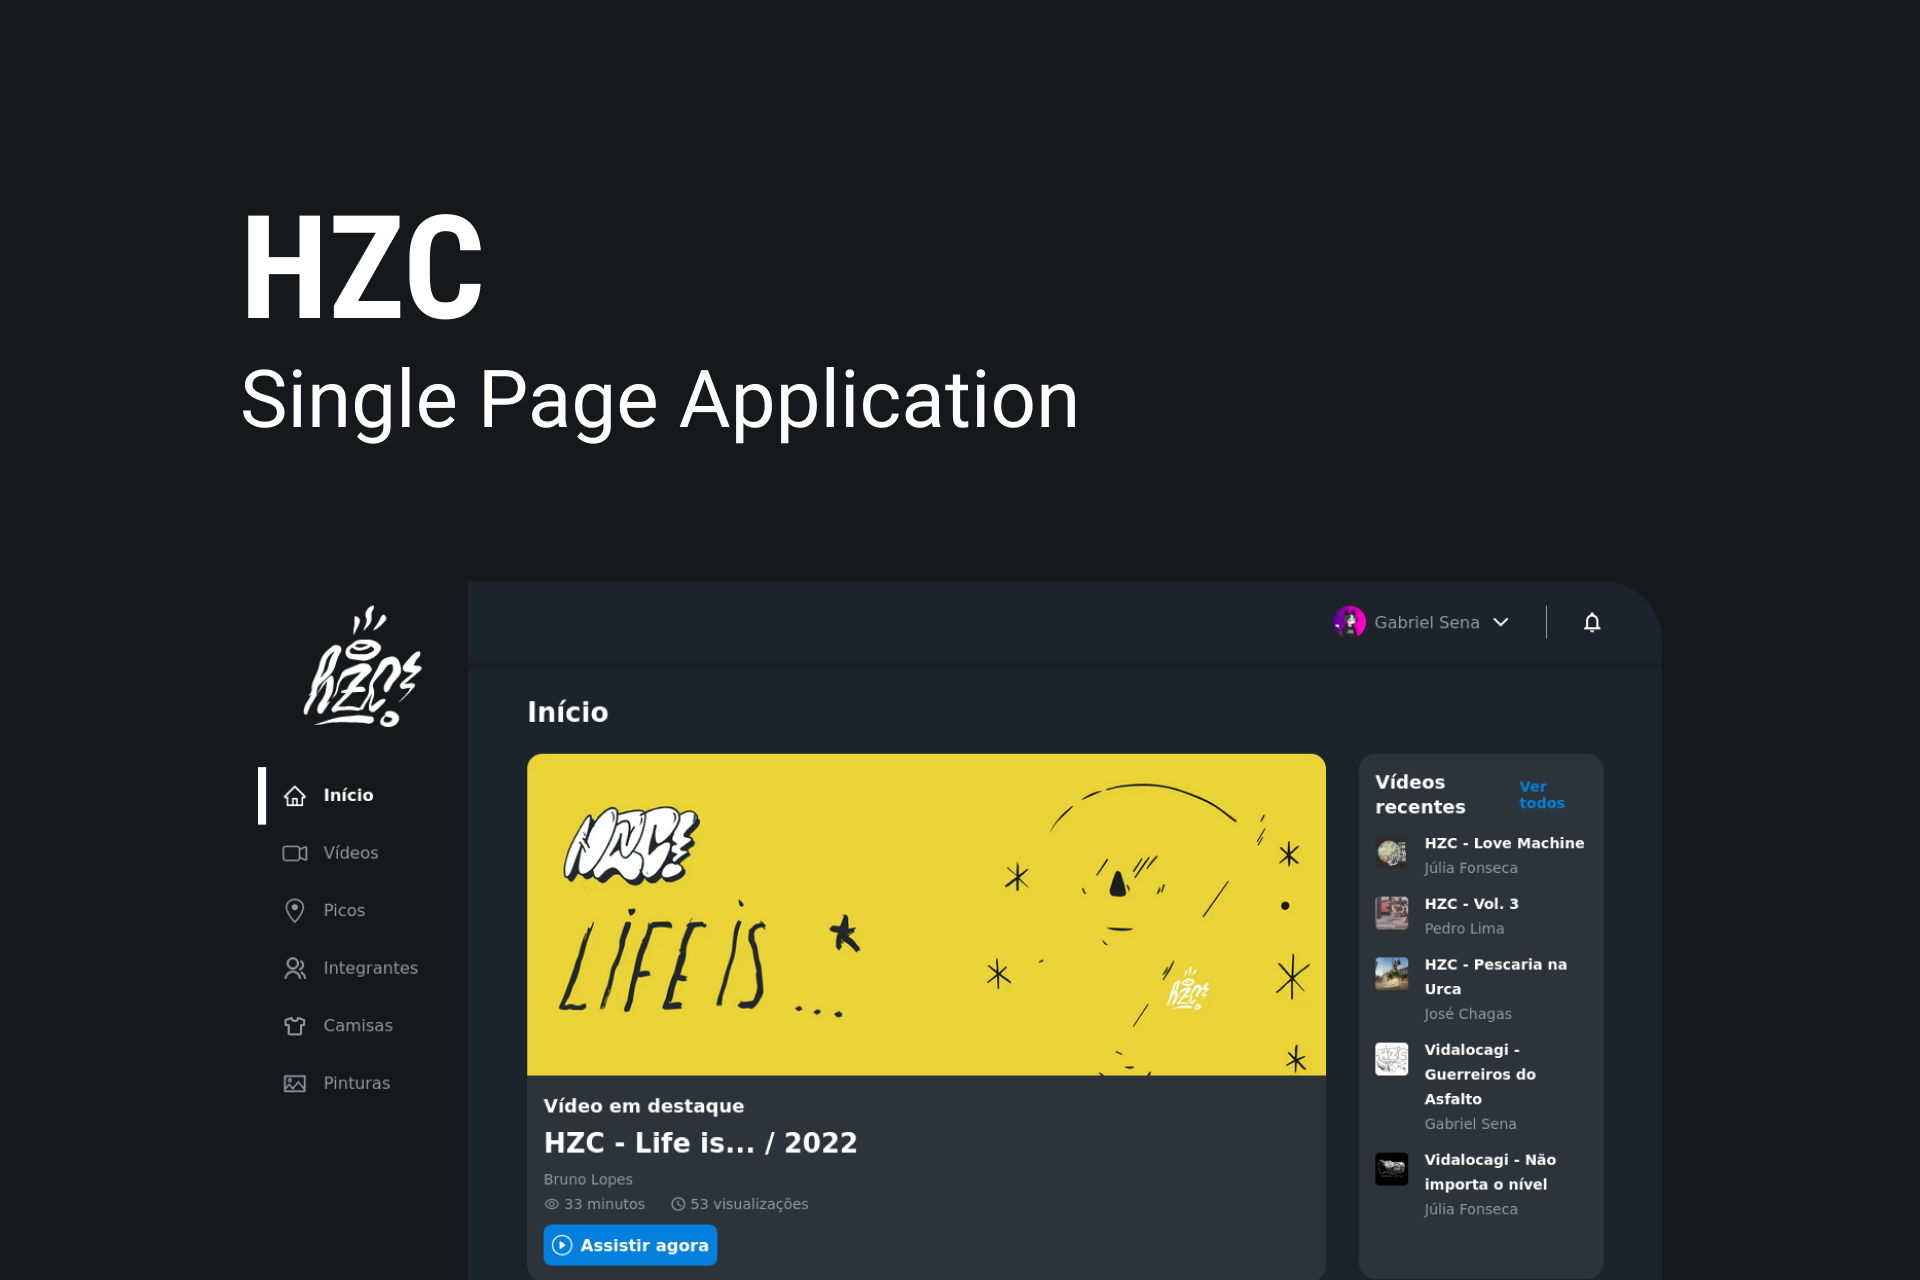 HZC
Single Page Application
HZC
Gabriel Sena
Início
Vídeos
Picos
Integrantes
Camisas
Pinturas
Início
HZC
LIFE IS ...
HZC
Vídeo em destaque
HZC - Life is... / 2022
Bruno Lopes
33 minutos
53 visualizações
Assistir agora
Vídeos
recentes
Ver
todos
HZC - Love Machine
Júlia Fonseca
HZC - Vol. 3
Pedro Lima
HZC - Pescaria na
Urca
José Chagas
Vidalocagi -
Guerreiros do
Asfalto
Gabriel Sena
Vidalocagi - Não
importa o nível
Júlia Fonseca